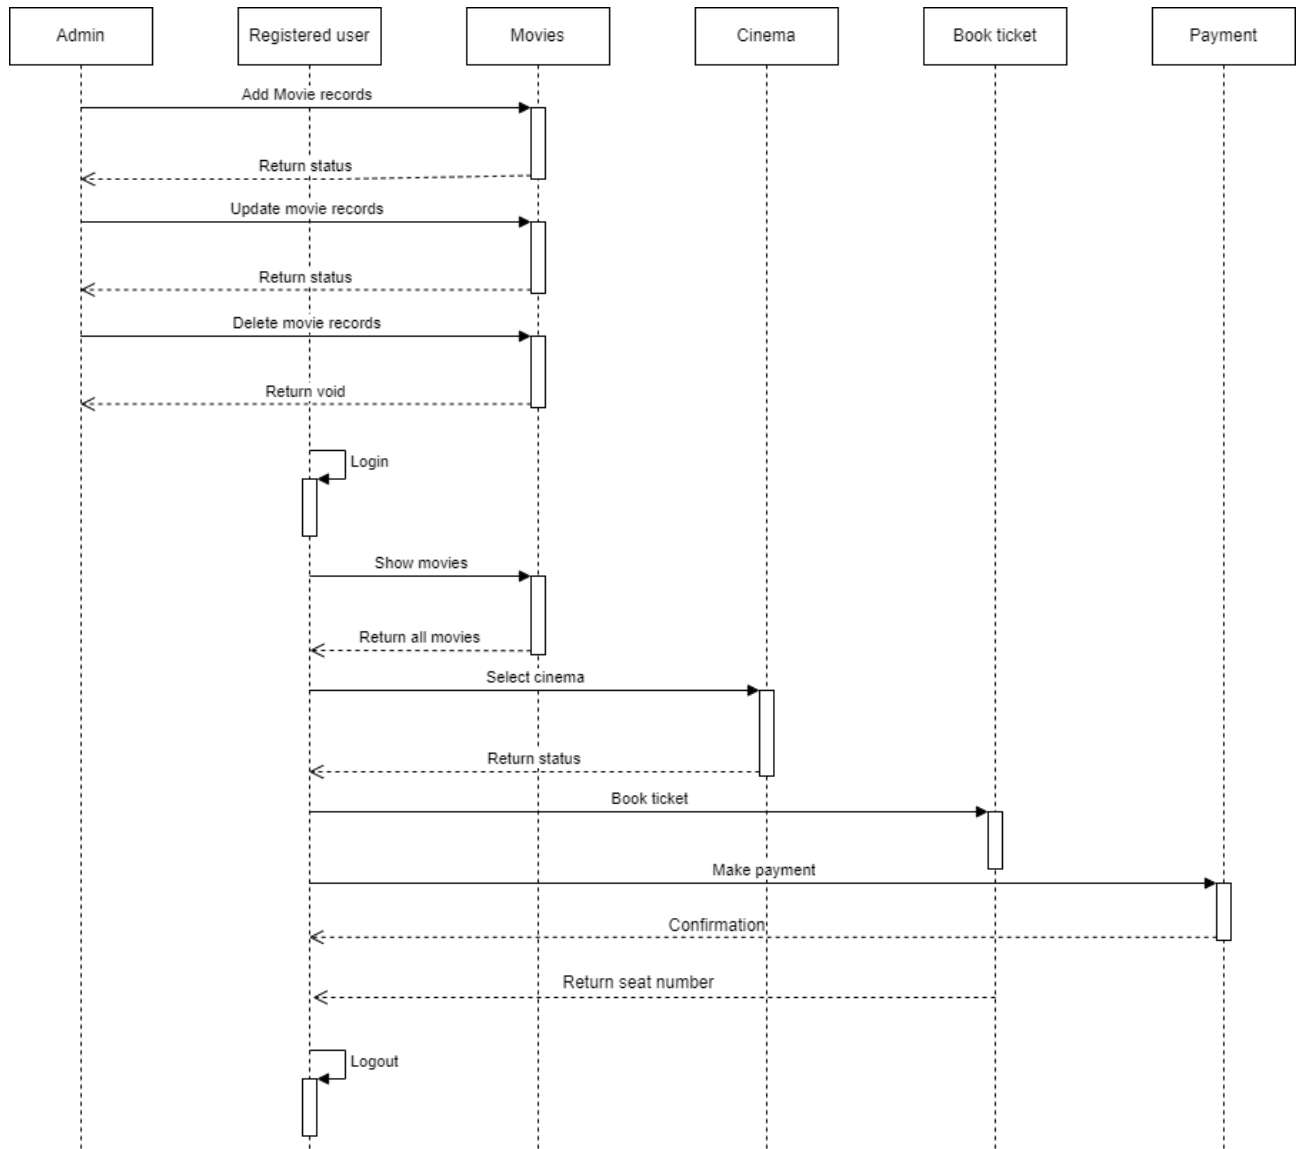 Admin
Registered user
Movies
Cinema
Book ticket
Payment
Add Movie records
Return status
Update movie records
Return status
Delete movie records
Return void
Login
Show movies
Return all movies
Select cinema
Return status
Book ticket
Make payment
Confirmation
Return seat number
Logout